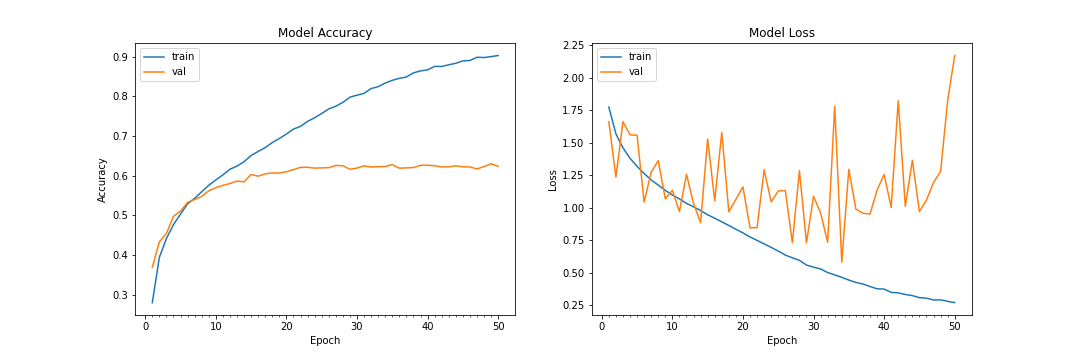 Model Accuracy
train
val
0.9
0.8
0.7
0.6
0.5
0.4
0.3
Accuracy
0 10 20 30 40 50
Epoch
Model Loss
train
val
2.25
2.00
1.75
1.50
1.25
1.00
0.75
0.50
0.25
Loss
0 10 20 30 40 50
Epoch